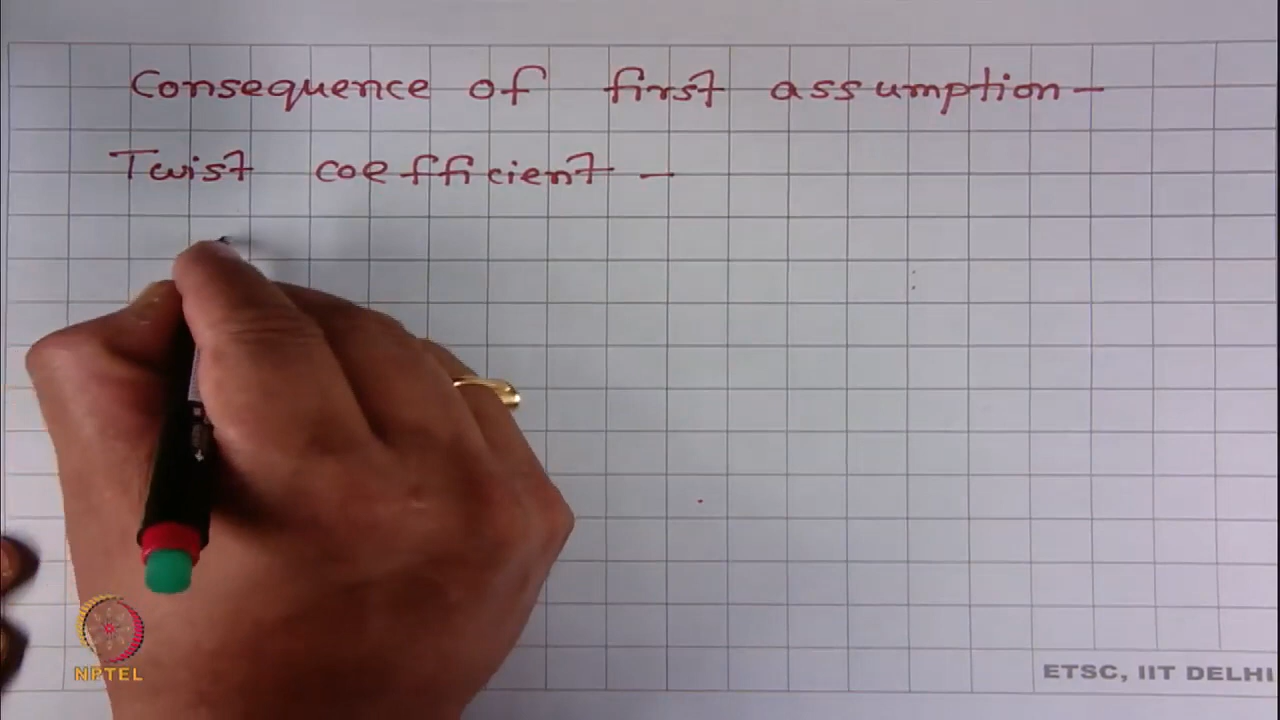 Consequence of first assumption -
Twist coefficient -
NPTEL
ETSC, IIT DELHI